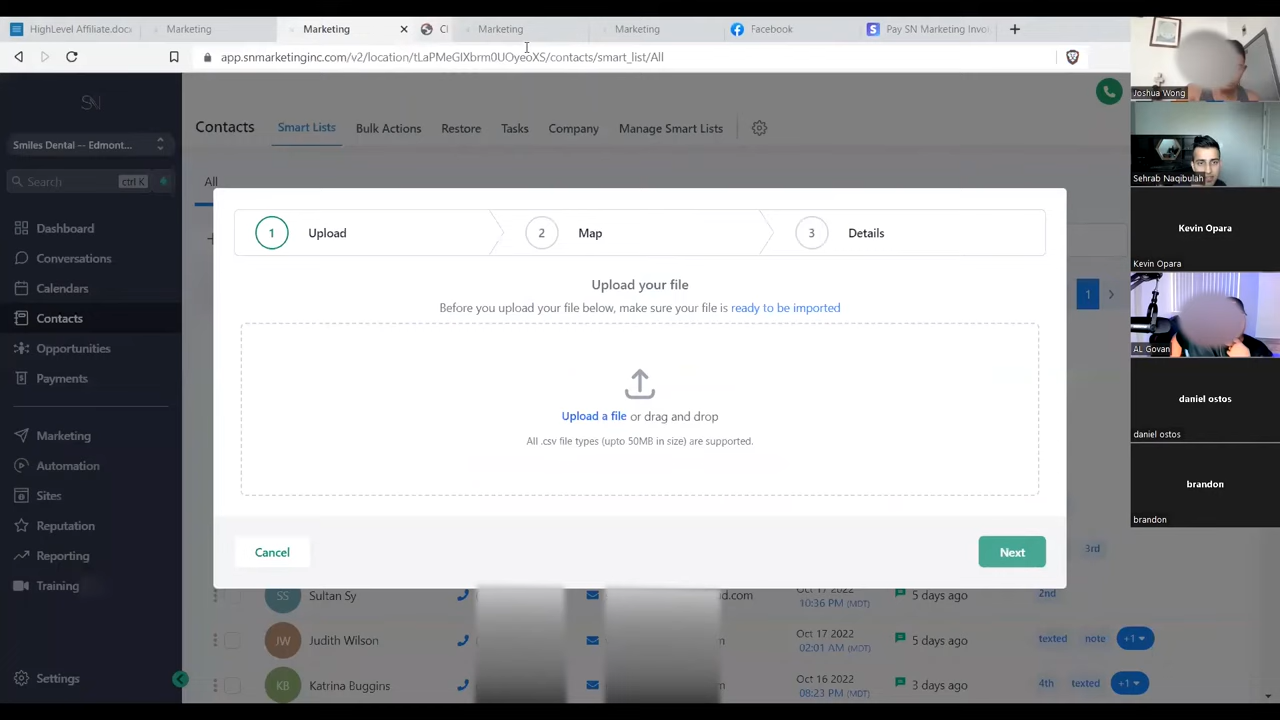 HighLevel Affiliate.docx
Marketing
Marketing
Cl
Marketing
Marketing
Facebook
Pay SN Marketing Invo
app.snmarketinginc.com/v2/location/tLaPMeGlXbrm0UOyeoXS/contacts/smart_list/All
SN
Smiles Dental -- Edmont...
Search
ctrl K
Dashboard
Conversations
Calendars
Contacts
Opportunities
Payments
Marketing
Automation
Sites
Reputation
Reporting
Training
Settings
Contacts
Smart Lists
Bulk Actions
Restore
Tasks
Company
Manage Smart Lists
All
1
1
Upload
2
Map
3
Details
Upload your file
Before you upload your file below, make sure your file is ready to be imported
Upload a file or drag and drop
All .csv file types (upto 50MB in size) are supported.
Cancel
Next
3rd
SS
Sultan Sy
d.com
Oct 17 2022
10:36 PM (MDT)
5 days ago
2nd
JW
Judith Wilson
Oct 17 2022
02:01 AM (MDT)
5 days ago
texted
note
+1
KB
Katrina Buggins
Oct 16 2022
08:23 PM (MDT)
3 days ago
4th
texted
+1
Joshua Wong
Sehrab Naqibulah
Kevin Opara
Kevin Opara
AL Govan
daniel ostos
daniel ostos
brandon
brandon